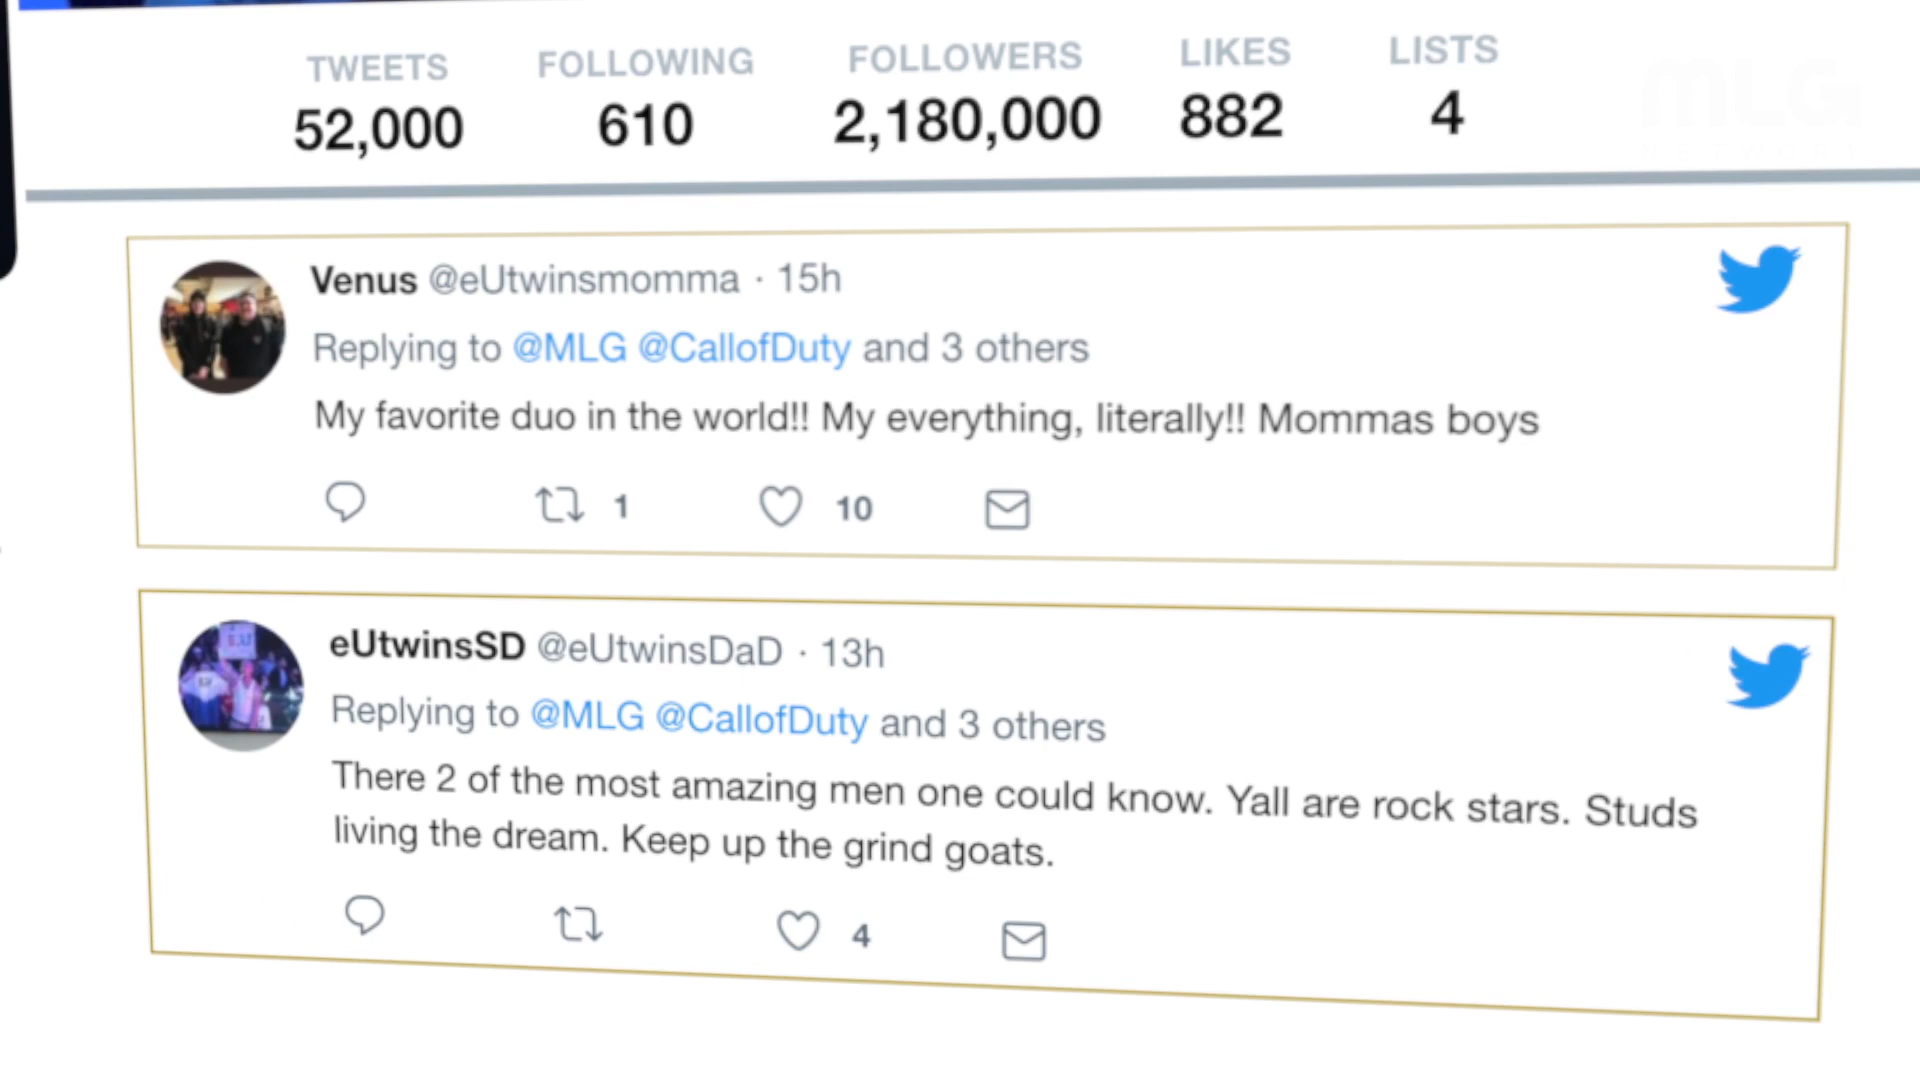 TWEETS FOLLOWING FOLLOWERS LIKES LISTS
52,000 610 2,180,000 882 4
MLG
NETWORK
Venus @eUtwinsmomma · 15h
Replying to @MLG @CallofDuty and 3 others
My favorite duo in the world!! My everything, literally!! Mommas boys
1 10
eUtwinsSD @eUtwinsDaD · 13h
Replying to @MLG @CallofDuty and 3 others
There 2 of the most amazing men one could know. Yall are rock stars. Studs
living the dream. Keep up the grind goats.
4